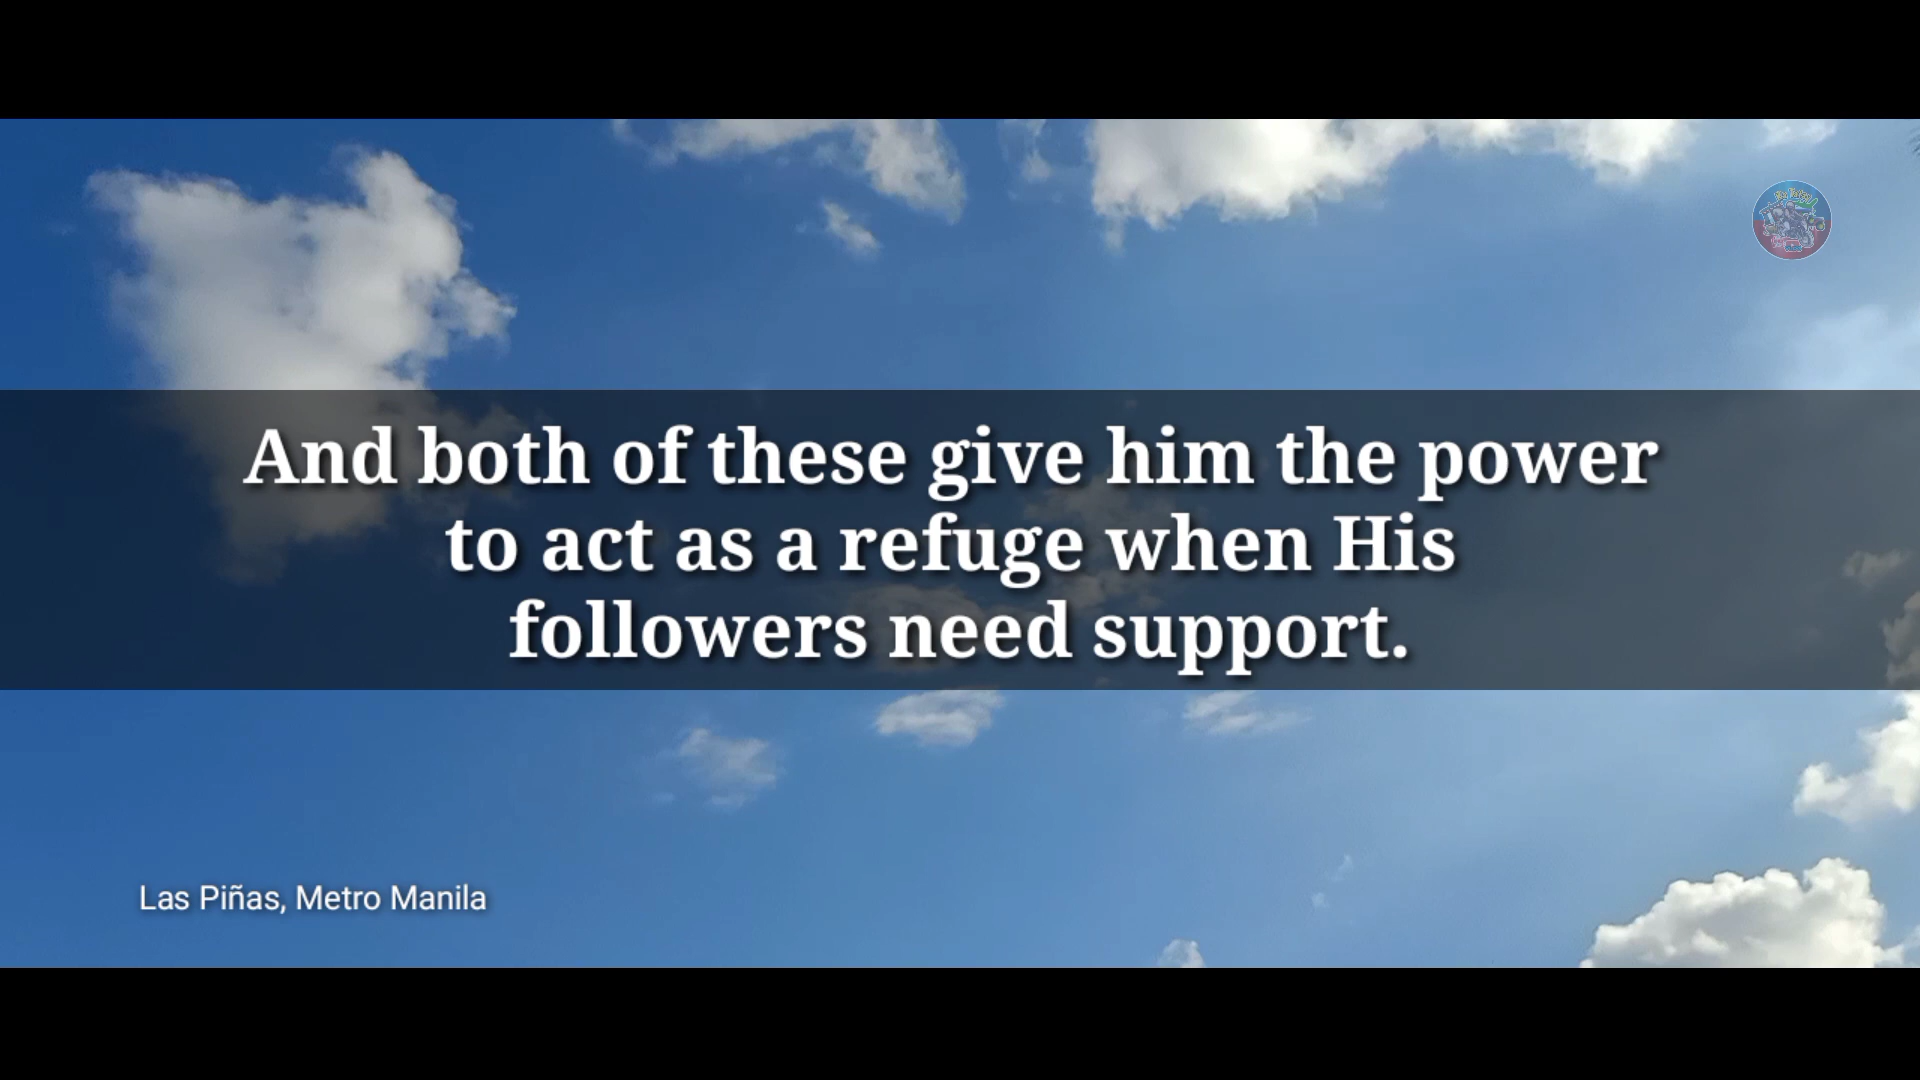 And both of these give him the power
to act as a refuge when His
followers need support.
Las Piñas, Metro Manila